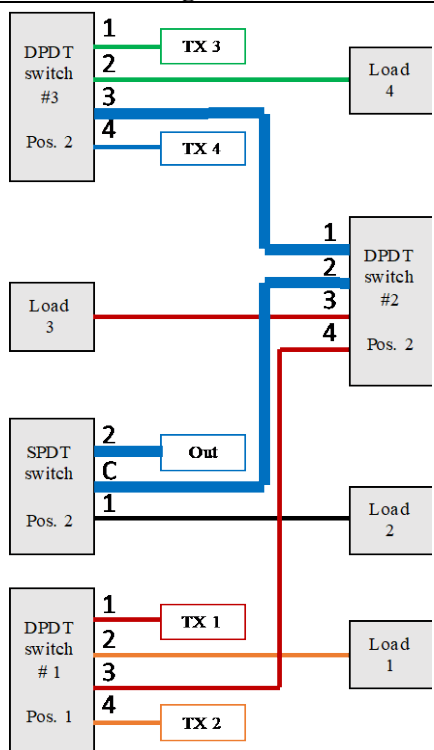 DPDT
switch
#3
Pos. 2
1
2
3
4
TX 3
TX 4
Load
4
1
2
3
4
DPDT
switch
#2
Pos. 2
Load
3
SPDT
switch
Pos. 2
2
C
1
Out
Load
2
DPDT
switch
# 1
Pos. 1
1
2
3
4
TX 1
TX 2
Load
1